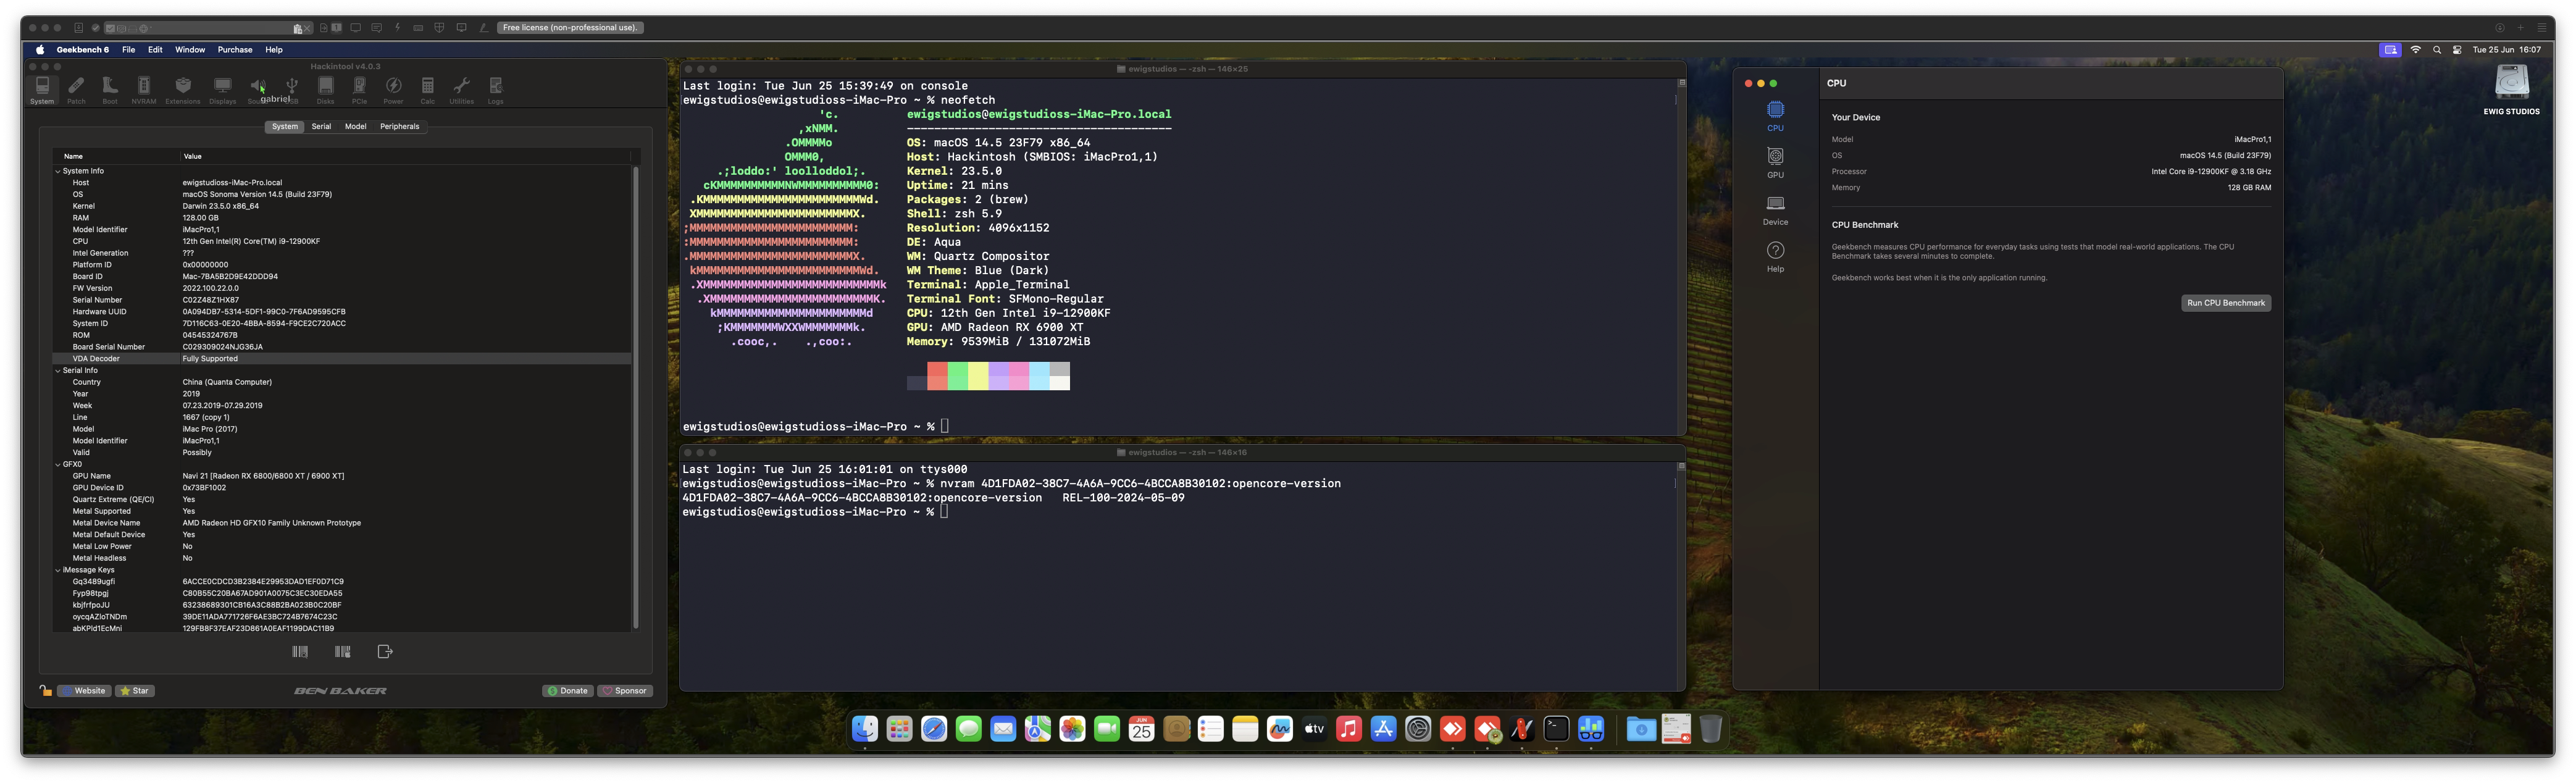 Free license (non-professional use).
Geekbench 6 File Edit Window Purchase Help
Tue 25 Jun 16:07
Hackintool v4.0.3
System Patch Boot NVRAM Extensions Displays Disks PCIe Power Calc Utilities Logs
gabriel
System Serial Model Peripherals
Name Value
System Info
Host ewigstudioss-iMac-Pro.local
OS macOS Sonoma Version 14.5 (Build 23F79)
Kernel Darwin 23.5.0 x86_64
RAM 128.00 GB
Model Identifier iMacPro1,1
CPU 12th Gen Intel(R) Core(TM) i9-12900KF
Intel Generation ???
Platform ID 0x00000000
Board ID Mac-7BA5B2D9E42DDD94
FW Version 2022.100.22.0.0
Serial Number C02Z48Z1HX87
Hardware UUID 0A094DB7-5314-5DF1-99C0-7F6AD9595CFB
System ID 7D116C63-0E20-4BBA-8594-F9CE2C720ACC
ROM 04545324767B
Board Serial Number C029309024NJG36JA
VDA Decoder Fully Supported
Serial Info
Country China (Quanta Computer)
Year 2019
Week 07.23.2019-07.29.2019
Line 1667 (copy 1)
Model iMac Pro (2017)
Model Identifier iMacPro1,1
Valid Possibly
GFX0
GPU Name Navi 21 [Radeon RX 6800/6800 XT / 6900 XT]
GPU Device ID 0x73BF1002
Quartz Extreme (QE/CI) Yes
Metal Supported Yes
Metal Device Name AMD Radeon HD GFX10 Family Unknown Prototype
Metal Default Device Yes
Metal Low Power No
Metal Headless No
iMessage Keys
Gq3489ugfi 6ACCE0CDCD3B2384E29953DAD1EF0D71C9
Fyp98tpgj C80B55C20BA67AD901A0075C3EC30EDA55
kbjfrfpoJU 63238689301CB16A3C88B2BA023B0C20BF
oycqAZloTNDm 39DE11ADA771726F6AE3BC724B7674C23C
abKPld1EcMni 129FB8F37EAF23D861A0EAF1199DAC11B9
Website Star BEN BAKER Donate Sponsor
ewigstudios — -zsh — 146×25
Last login: Tue Jun 25 15:39:49 on console
ewigstudios@ewigstudioss-iMac-Pro ~ % neofetch
'c. ewigstudios@ewigstudioss-iMac-Pro.local
,xNMM. ---------------------------------------
.OMMMMo OS: macOS 14.5 23F79 x86_64
OMMM0, Host: Hackintosh (SMBIOS: iMacPro1,1)
.;loddo:' loolloddol;. Kernel: 23.5.0
cKMMMMMMMMMMNWMMMMMMMMMM0: Uptime: 21 mins
.KMMMMMMMMMMMMMMMMMMMMMMMWd. Packages: 2 (brew)
XMMMMMMMMMMMMMMMMMMMMMMMX. Shell: zsh 5.9
;MMMMMMMMMMMMMMMMMMMMMMMM: Resolution: 4096x1152
:MMMMMMMMMMMMMMMMMMMMMMMM: DE: Aqua
.MMMMMMMMMMMMMMMMMMMMMMMMX. WM: Quartz Compositor
kMMMMMMMMMMMMMMMMMMMMMMMMWd. WM Theme: Blue (Dark)
.XMMMMMMMMMMMMMMMMMMMMMMMMMMk Terminal: Apple_Terminal
.XMMMMMMMMMMMMMMMMMMMMMMMMK. Terminal Font: SFMono-Regular
kMMMMMMMMMMMMMMMMMMMMMMd CPU: 12th Gen Intel i9-12900KF
;KMMMMMMMWXXWMMMMMMMk. GPU: AMD Radeon RX 6900 XT
.cooc,. .,coo:. Memory: 9539MiB / 131072MiB
ewigstudios@ewigstudioss-iMac-Pro ~ %
ewigstudios — -zsh — 146×16
Last login: Tue Jun 25 16:01:01 on ttys000
ewigstudios@ewigstudioss-iMac-Pro ~ % nvram 4D1FDA02-38C7-4A6A-9CC6-4BCCA8B30102:opencore-version
4D1FDA02-38C7-4A6A-9CC6-4BCCA8B30102:opencore-version REL-100-2024-05-09
ewigstudios@ewigstudioss-iMac-Pro ~ %
CPU
GPU
Device
Help
CPU
Your Device
Model iMacPro1,1
OS macOS 14.5 (Build 23F79)
Processor Intel Core i9-12900KF @ 3.18 GHz
Memory 128 GB RAM
CPU Benchmark
Geekbench measures CPU performance for everyday tasks using tests that model real-world applications. The CPU
Benchmark takes several minutes to complete.
Geekbench works best when it is the only application running.
Run CPU Benchmark
EWIG STUDIOS
JUN
25
tv